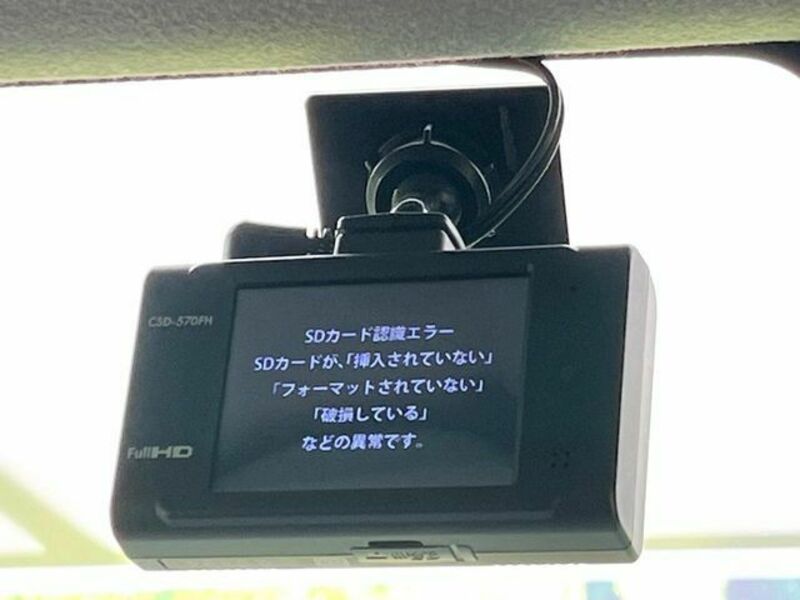 CSD-570FH
SDカード認識エラー
SDカードが、「挿入されていない」
「フォーマットされていない」
「破損している」
などの異常です。
FullHD